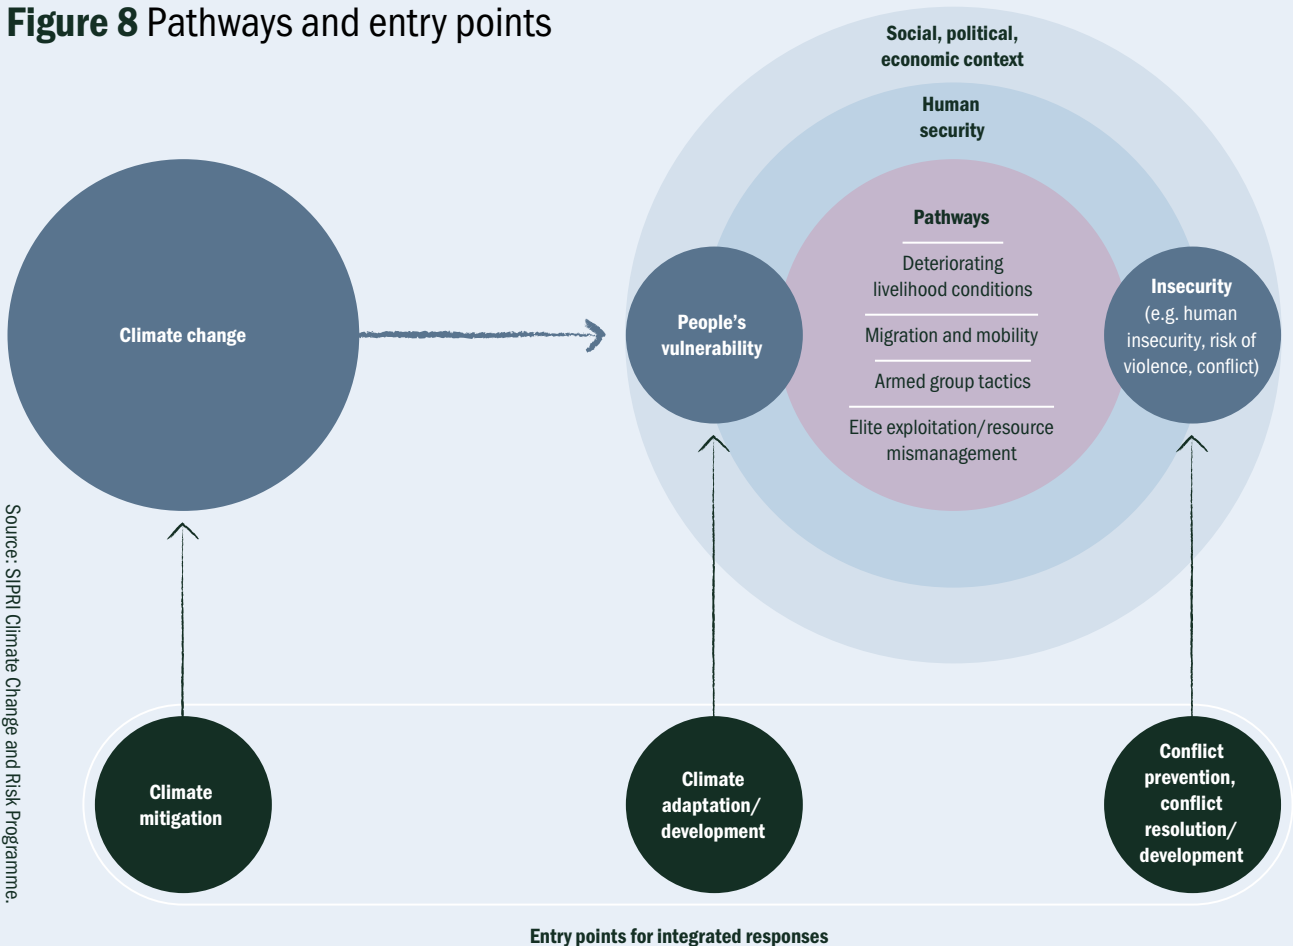 Figure 8 Pathways and entry points
Social, political,
economic context
Human
security
Pathways
Deteriorating
livelihood conditions
Migration and mobility
Armed group tactics
Elite exploitation/resource
mismanagement
Climate change
People’s
vulnerability
Insecurity
(e.g. human
insecurity, risk of
violence, conflict)
Climate
mitigation
Climate
adaptation/
development
Conflict
prevention,
conflict
resolution/
development
Entry points for integrated responses
Source: SIPRI Climate Change and Risk Programme.